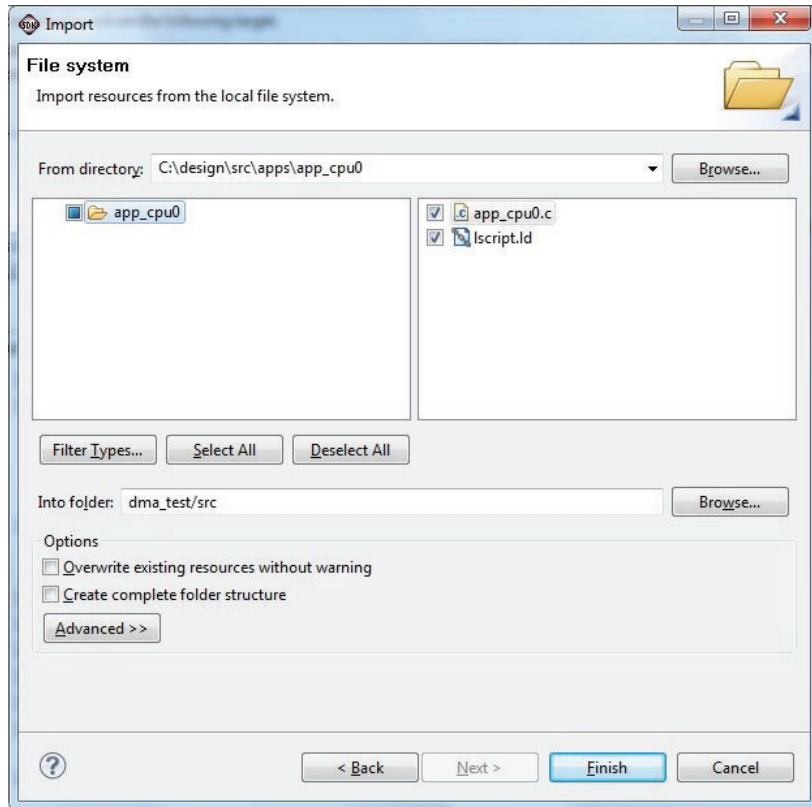 Import
File system
Import resources from the local file system.
From directory: C:\design\src\apps\app_cpu0 Browse...
app_cpu0
app_cpu0.c
lscript.ld
Filter Types... Select All Deselect All
Into folder: dma_test/src Browse...
Options
Overwrite existing resources without warning
Create complete folder structure
Advanced >>
? < Back Next > Finish Cancel